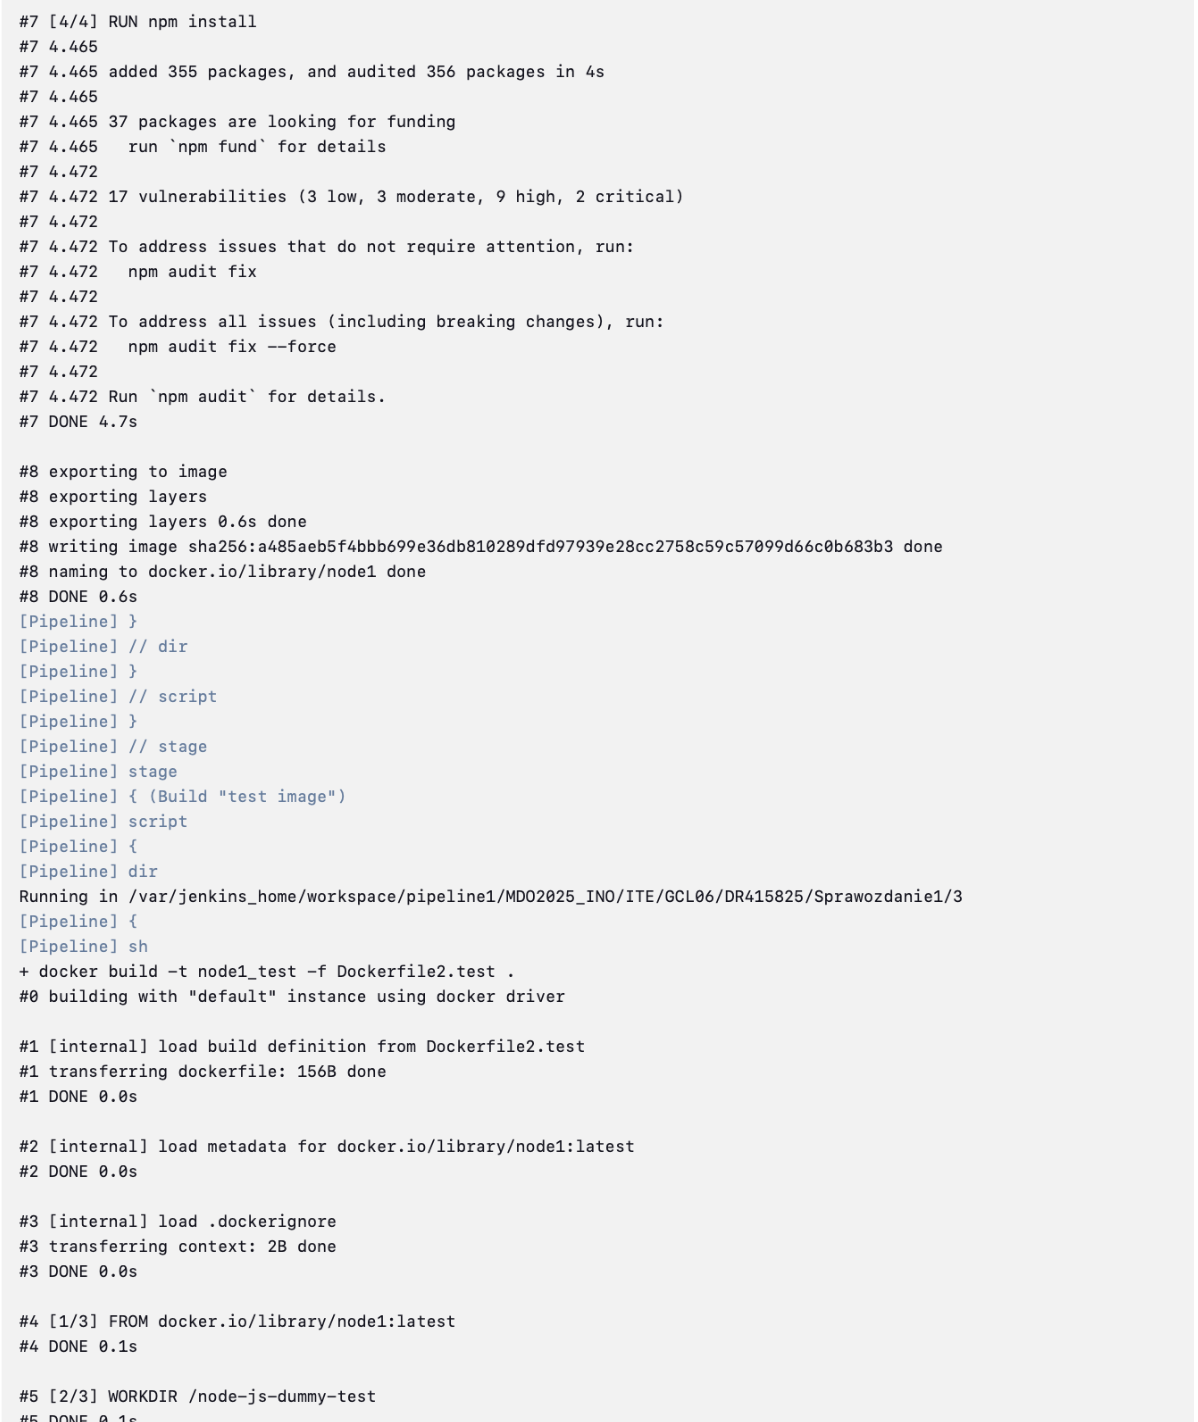 #7 [4/4] RUN npm install
#7 4.465
#7 4.465 added 355 packages, and audited 356 packages in 4s
#7 4.465
#7 4.465 37 packages are looking for funding
#7 4.465   run `npm fund` for details
#7 4.472
#7 4.472 17 vulnerabilities (3 low, 3 moderate, 9 high, 2 critical)
#7 4.472
#7 4.472 To address issues that do not require attention, run:
#7 4.472   npm audit fix
#7 4.472
#7 4.472 To address all issues (including breaking changes), run:
#7 4.472   npm audit fix --force
#7 4.472
#7 4.472 Run `npm audit` for details.
#7 DONE 4.7s

#8 exporting to image
#8 exporting layers
#8 exporting layers 0.6s done
#8 writing image sha256:a485aeb5f4bbb699e36db810289dfd97939e28cc2758c59c57099d66c0b683b3 done
#8 naming to docker.io/library/node1 done
#8 DONE 0.6s
[Pipeline] }
[Pipeline] // dir
[Pipeline] }
[Pipeline] // script
[Pipeline] }
[Pipeline] // stage
[Pipeline] stage
[Pipeline] { (Build "test image")
[Pipeline] script
[Pipeline] {
[Pipeline] dir
Running in /var/jenkins_home/workspace/pipeline1/MDO2025_INO/ITE/GCL06/DR415825/Sprawozdanie1/3
[Pipeline] {
[Pipeline] sh
+ docker build -t node1_test -f Dockerfile2.test .
#0 building with "default" instance using docker driver

#1 [internal] load build definition from Dockerfile2.test
#1 transferring dockerfile: 156B done
#1 DONE 0.0s

#2 [internal] load metadata for docker.io/library/node1:latest
#2 DONE 0.0s

#3 [internal] load .dockerignore
#3 transferring context: 2B done
#3 DONE 0.0s

#4 [1/3] FROM docker.io/library/node1:latest
#4 DONE 0.1s

#5 [2/3] WORKDIR /node-js-dummy-test
#5 DONE 0.1s